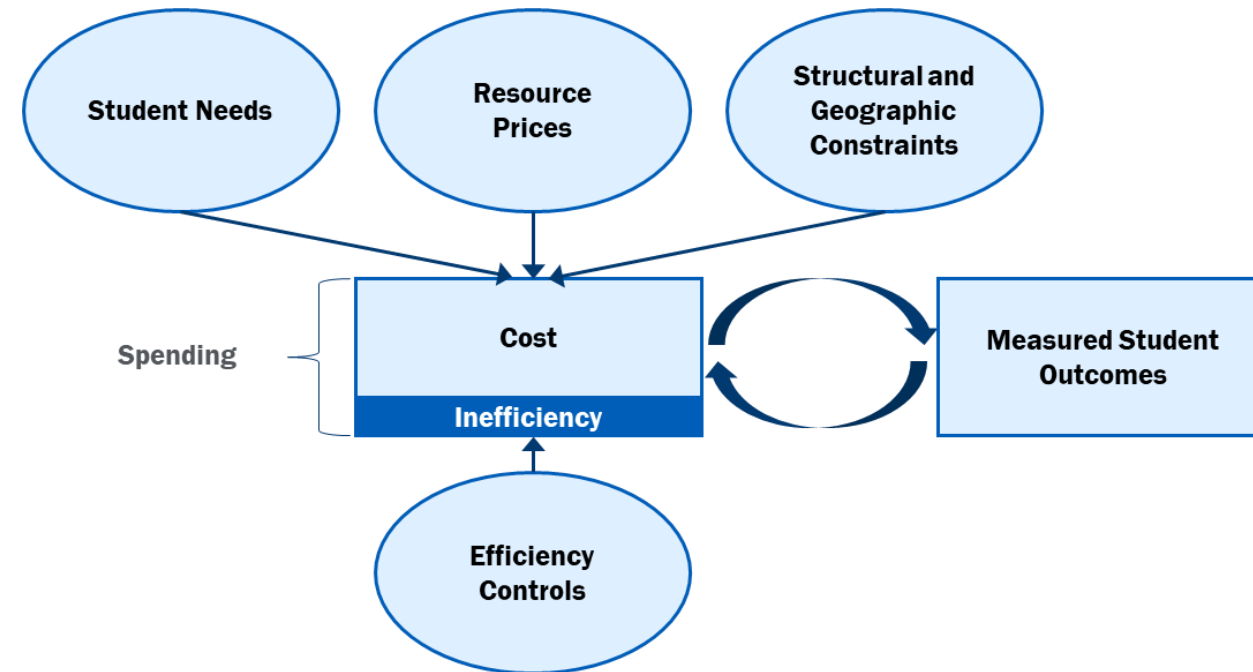 Student Needs
Resource
Prices
Structural and
Geographic
Constraints
Spending
Cost
Inefficiency
Measured Student
Outcomes
Efficiency
Controls